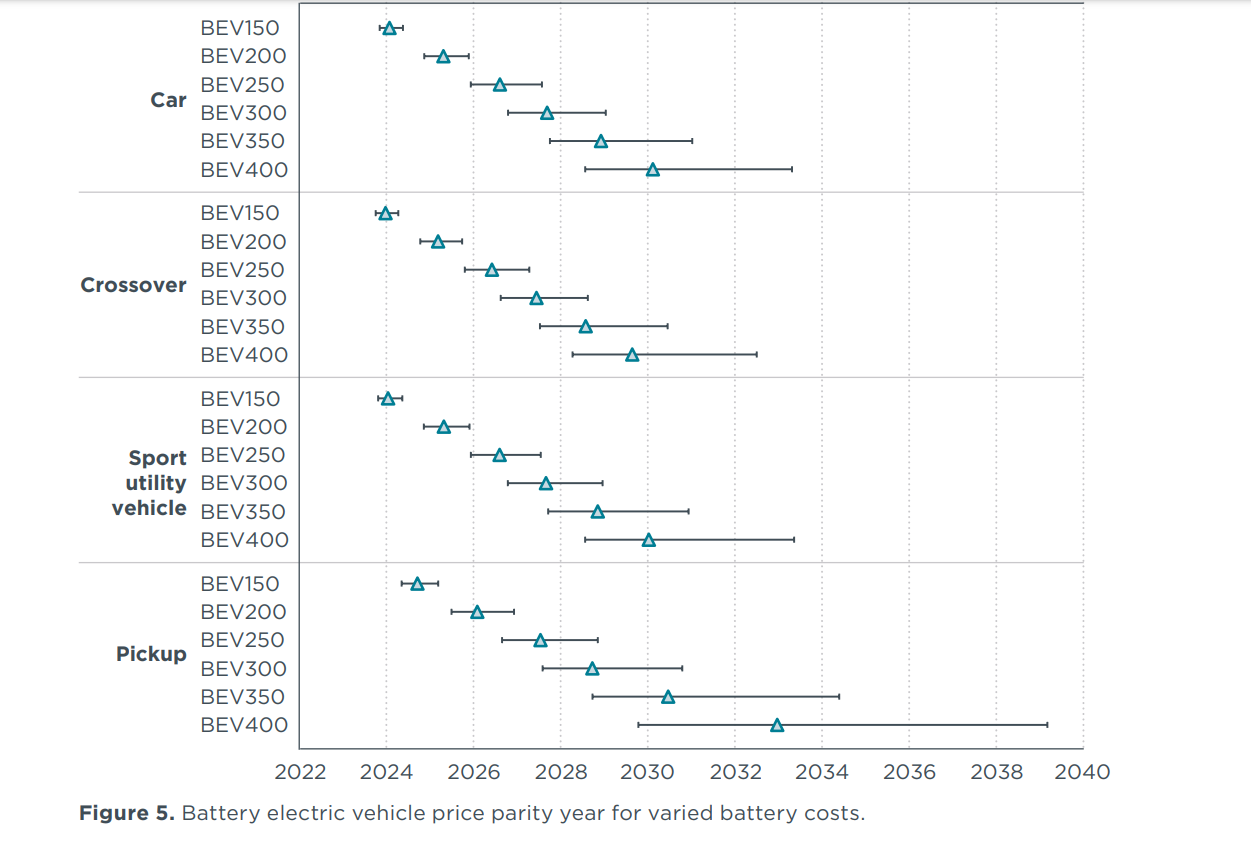 BEV150
BEV200
BEV250
Car
BEV300
BEV350
BEV400
BEV150
BEV200
BEV250
Crossover
BEV300
BEV350
BEV400
BEV150
BEV200
BEV250
Sport
utility
vehicle
BEV300
BEV350
BEV400
BEV150
BEV200
BEV250
Pickup
BEV300
BEV350
BEV400
2022 2024 2026 2028 2030 2032 2034 2036 2038 2040
Figure 5. Battery electric vehicle price parity year for varied battery costs.